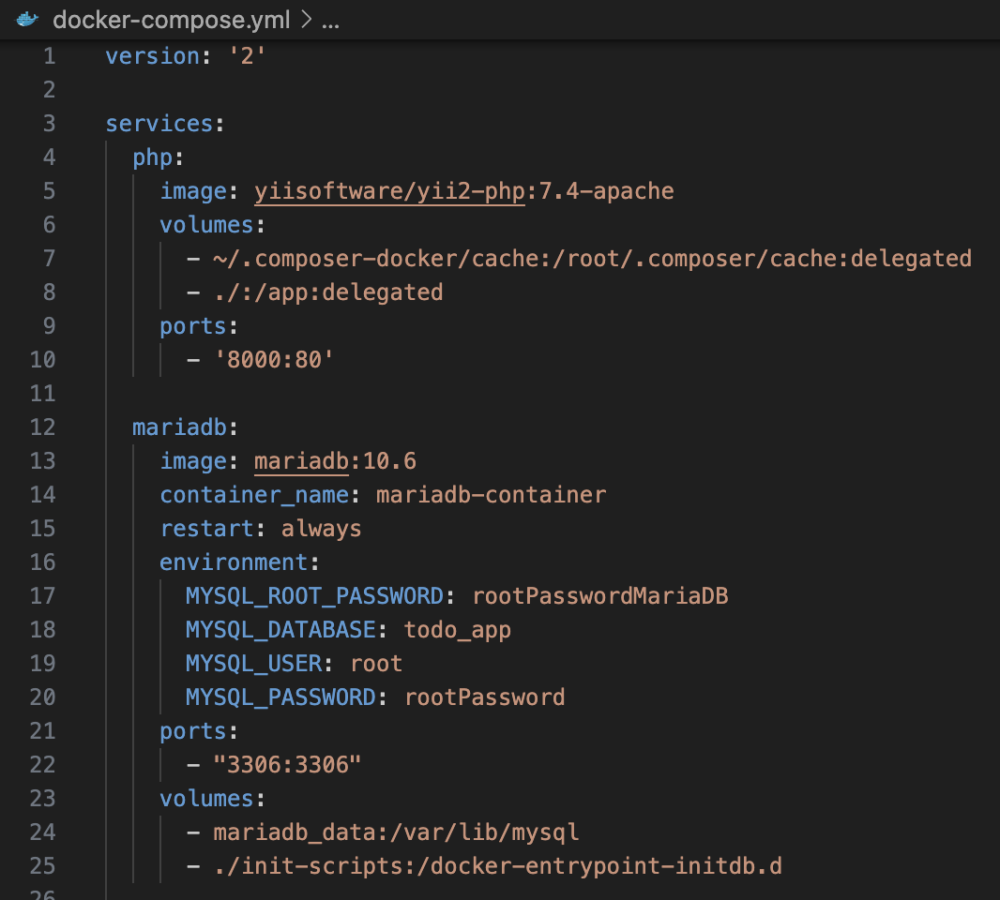 docker-compose.yml > ...
1 version: '2'
2
3 services:
4 php:
5 image: yiisoftware/yii2-php:7.4-apache
6 volumes:
7 - ~/.composer-docker/cache:/root/.composer/cache:delegated
8 - ./:/app:delegated
9 ports:
10 - '8000:80'
11
12 mariadb:
13 image: mariadb:10.6
14 container_name: mariadb-container
15 restart: always
16 environment:
17 MYSQL_ROOT_PASSWORD: rootPasswordMariaDB
18 MYSQL_DATABASE: todo_app
19 MYSQL_USER: root
20 MYSQL_PASSWORD: rootPassword
21 ports:
22 - "3306:3306"
23 volumes:
24 - mariadb_data:/var/lib/mysql
25 - ./init-scripts:/docker-entrypoint-initdb.d
26